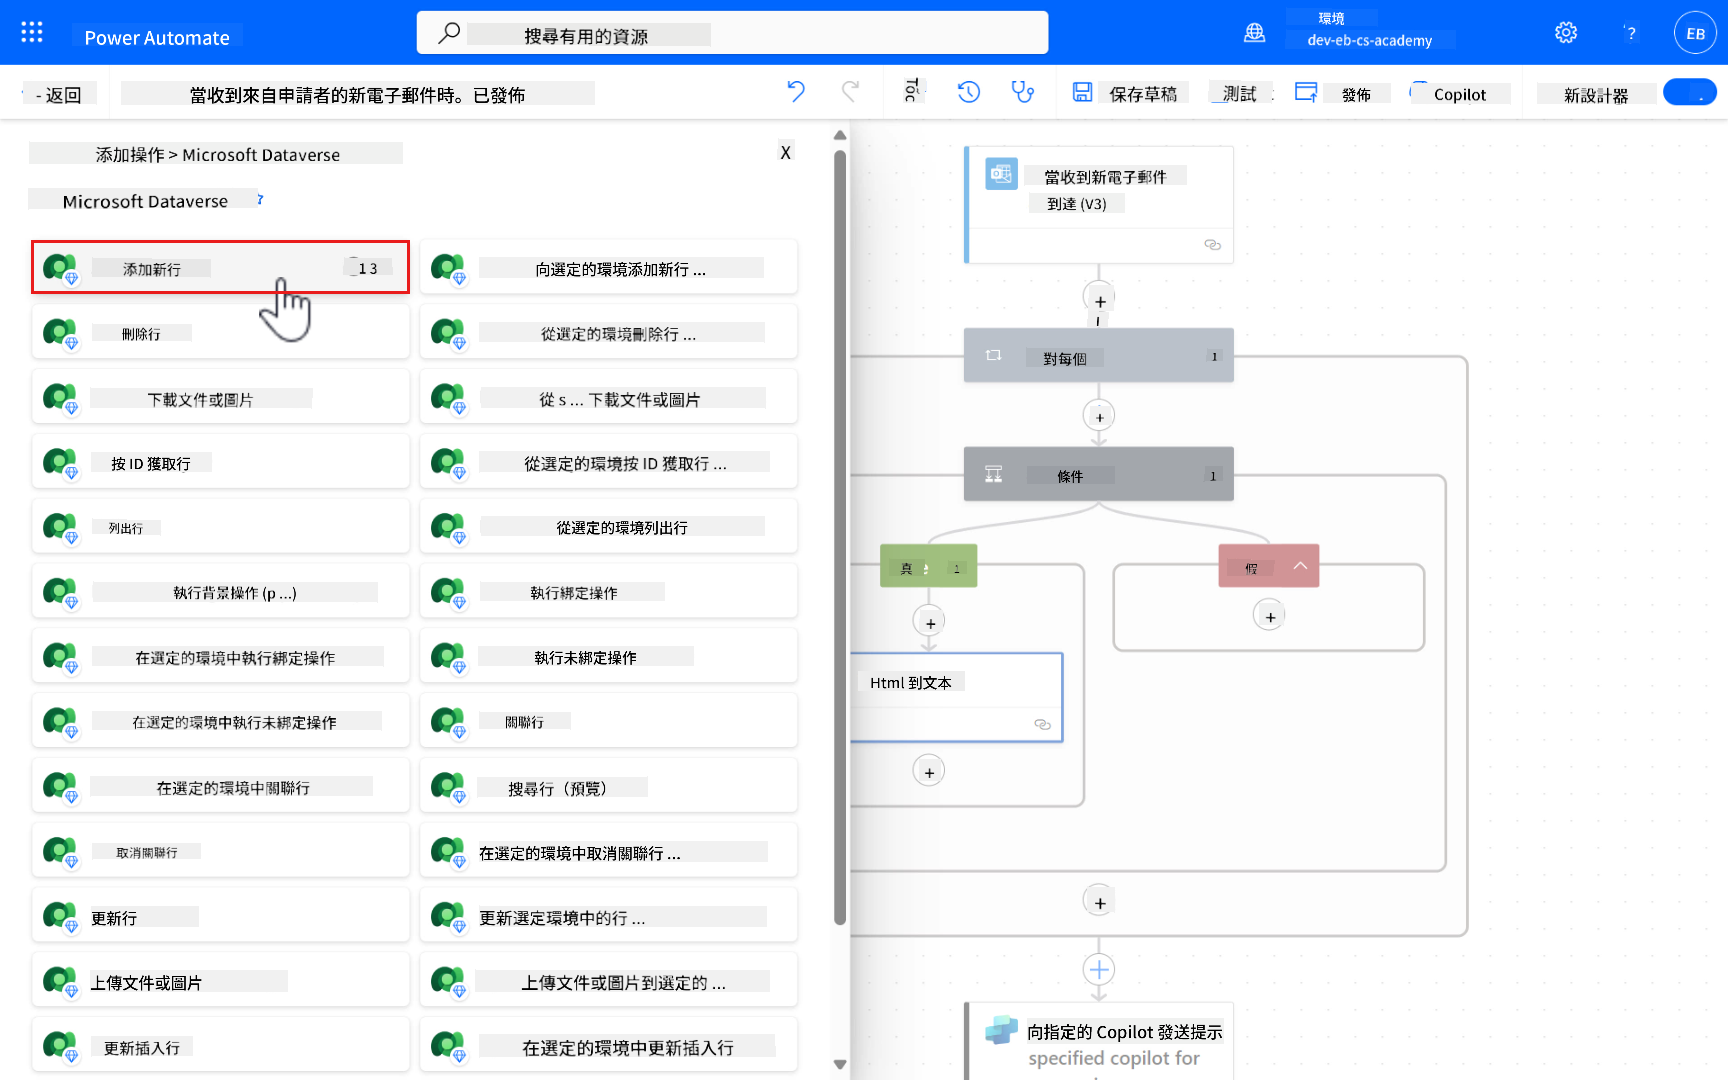 Power Automate
搜尋有用的資源
環境
dev-eb-cs-academy
?
EB
- 返回
當收到來自申請者的新電子郵件時。已發佈
保存草稿
測試
發佈
Copilot
新設計器
添加操作 > Microsoft Dataverse
X
Microsoft Dataverse
添加新行
1 3
向選定的環境添加新行 ...
刪除行
從選定的環境刪除行 ...
下載文件或圖片
從 s ... 下載文件或圖片
按 ID 獲取行
從選定的環境按 ID 獲取行 ...
列出行
從選定的環境列出行
執行背景操作 (p ...)
執行綁定操作
在選定的環境中執行綁定操作
執行未綁定操作
在選定的環境中執行未綁定操作
關聯行
在選定的環境中關聯行
搜尋行（預覽）
取消關聯行
在選定的環境中取消關聯行 ...
更新行
更新選定環境中的行 ...
上傳文件或圖片
上傳文件或圖片到選定的 ...
更新插入行
在選定的環境中更新插入行
當收到新電子郵件
到達 (V3)
對每個
1
條件
1
真
1
假
Html 到文本
向指定的 Copilot 發送提示
specified copilot for